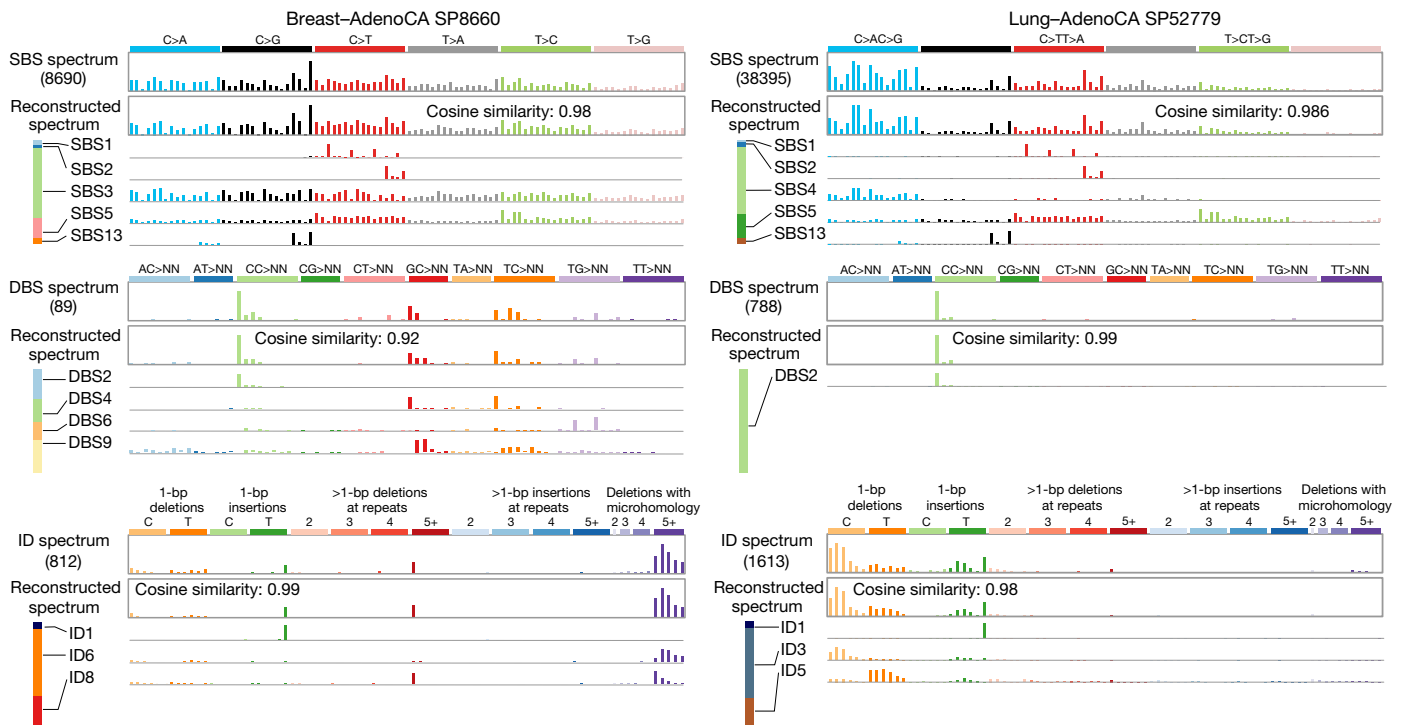 Breast–AdenoCA SP8660
C>A C>G C>T T>A T>C T>G
SBS spectrum
(8690)
Reconstructed
spectrum
Cosine similarity: 0.98
SBS1
SBS2
SBS3
SBS5
SBS13
AC>NN AT>NN CC>NN CG>NN CT>NN GC>NN TA>NN TC>NN TG>NN TT>NN
DBS spectrum
(89)
Reconstructed
spectrum
Cosine similarity: 0.92
DBS2
DBS4
DBS6
DBS9
1-bp
deletions
1-bp
insertions
>1-bp deletions
at repeats
>1-bp insertions
at repeats
Deletions with
microhomology
C T C T 2 3 4 5+ 2 3 4 5+ 2 3 4 5+
ID spectrum
(812)
Reconstructed
spectrum
Cosine similarity: 0.99
ID1
ID6
ID8
Lung–AdenoCA SP52779
C>AC>G C>TT>A T>CT>G
SBS spectrum
(38395)
Reconstructed
spectrum
Cosine similarity: 0.986
SBS1
SBS2
SBS4
SBS5
SBS13
AC>NN AT>NN CC>NN CG>NN CT>NN GC>NN TA>NN TC>NN TG>NN TT>NN
DBS spectrum
(788)
Reconstructed
spectrum
Cosine similarity: 0.99
DBS2
1-bp
deletions
1-bp
insertions
>1-bp deletions
at repeats
>1-bp insertions
at repeats
Deletions with
microhomology
C T C T 2 3 4 5+ 2 3 4 5+ 2 3 4 5+
ID spectrum
(1613)
Reconstructed
spectrum
Cosine similarity: 0.98
ID1
ID3
ID5